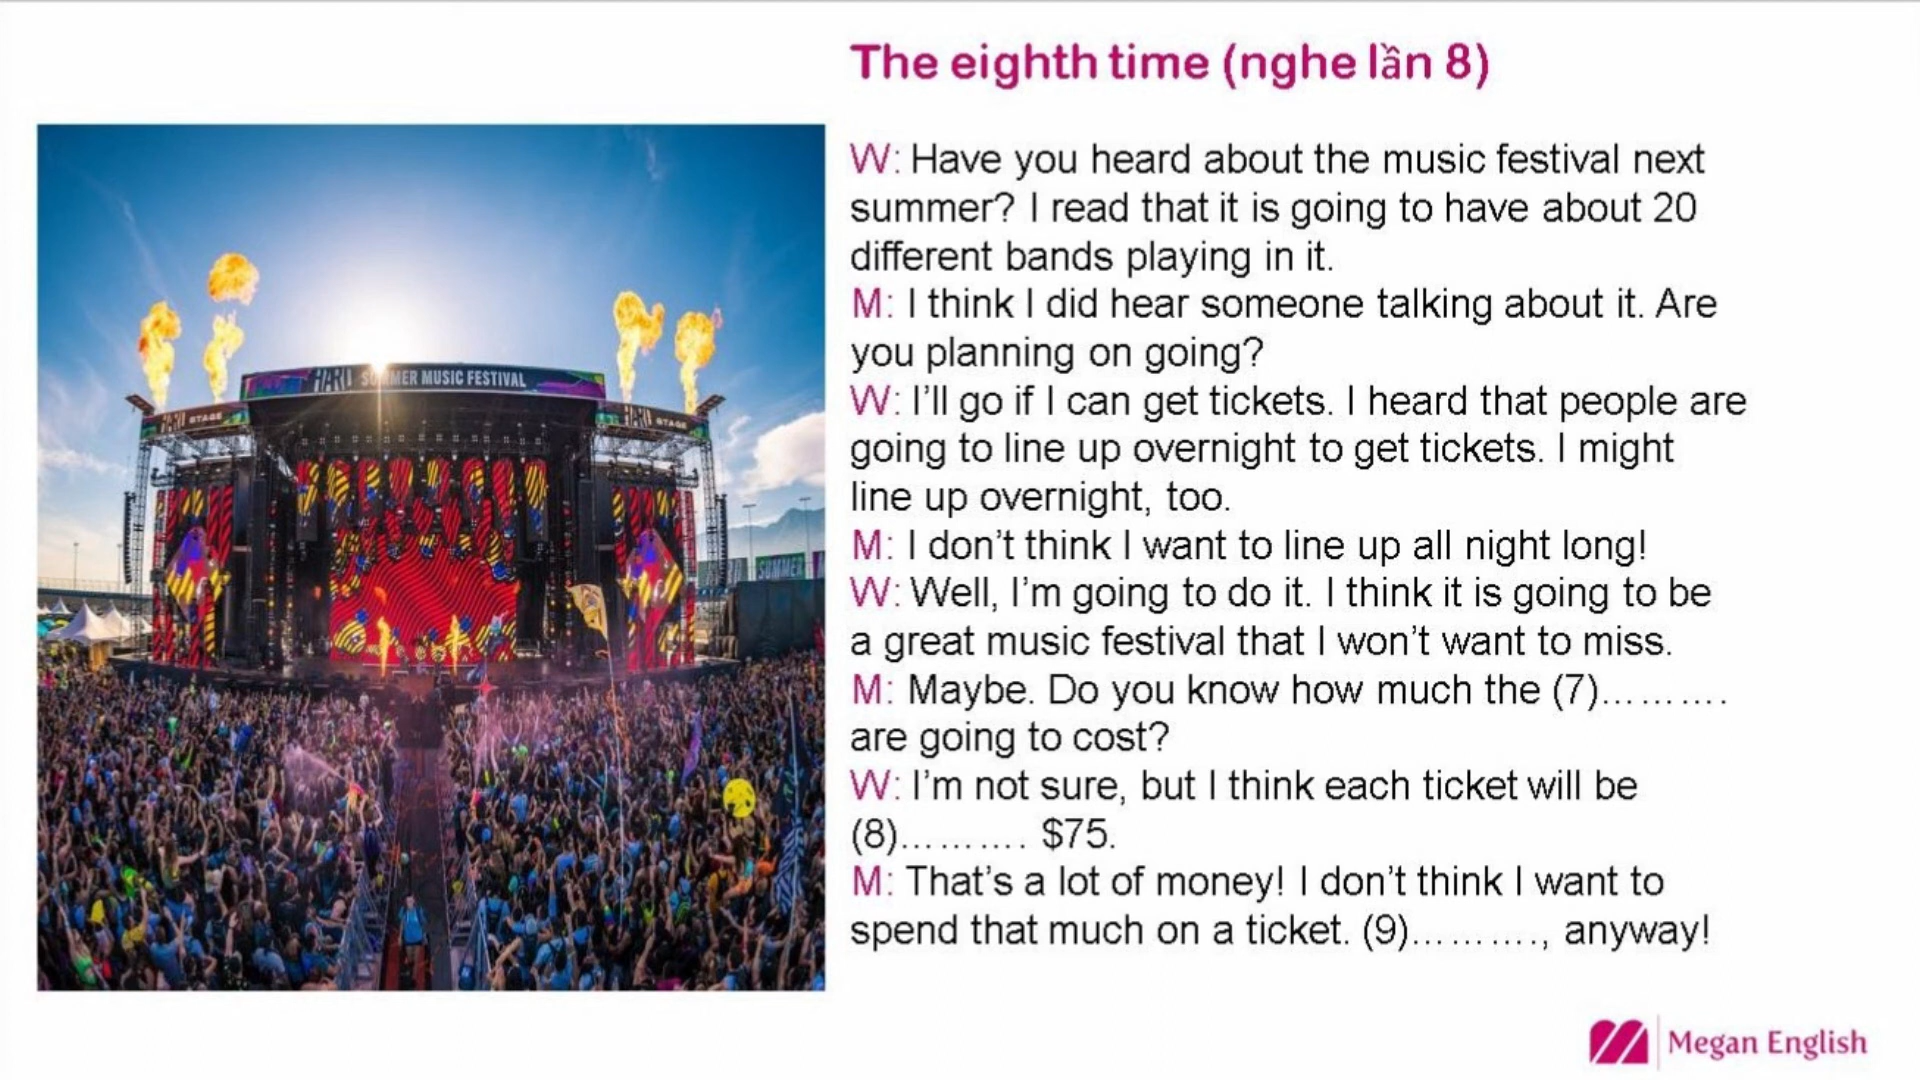 The eighth time (nghe lần 8)
W: Have you heard about the music festival next
summer? I read that it is going to have about 20
different bands playing in it.
M: I think I did hear someone talking about it. Are
you planning on going?
W: I'll go if I can get tickets. I heard that people are
going to line up overnight to get tickets. I might
line up overnight, too.
M: I don't think I want to line up all night long!
W: Well, I'm going to do it. I think it is going to be
a great music festival that I won't want to miss.
M: Maybe. Do you know how much the (7)..........
are going to cost?
W: I'm not sure, but I think each ticket will be
(8).......... $75.
M: That's a lot of money! I don't think I want to
spend that much on a ticket. (9).........., anyway!
HARD SUMMER MUSIC FESTIVAL
HARD STAGE
HARD STAGE
SUMMER
Megan English